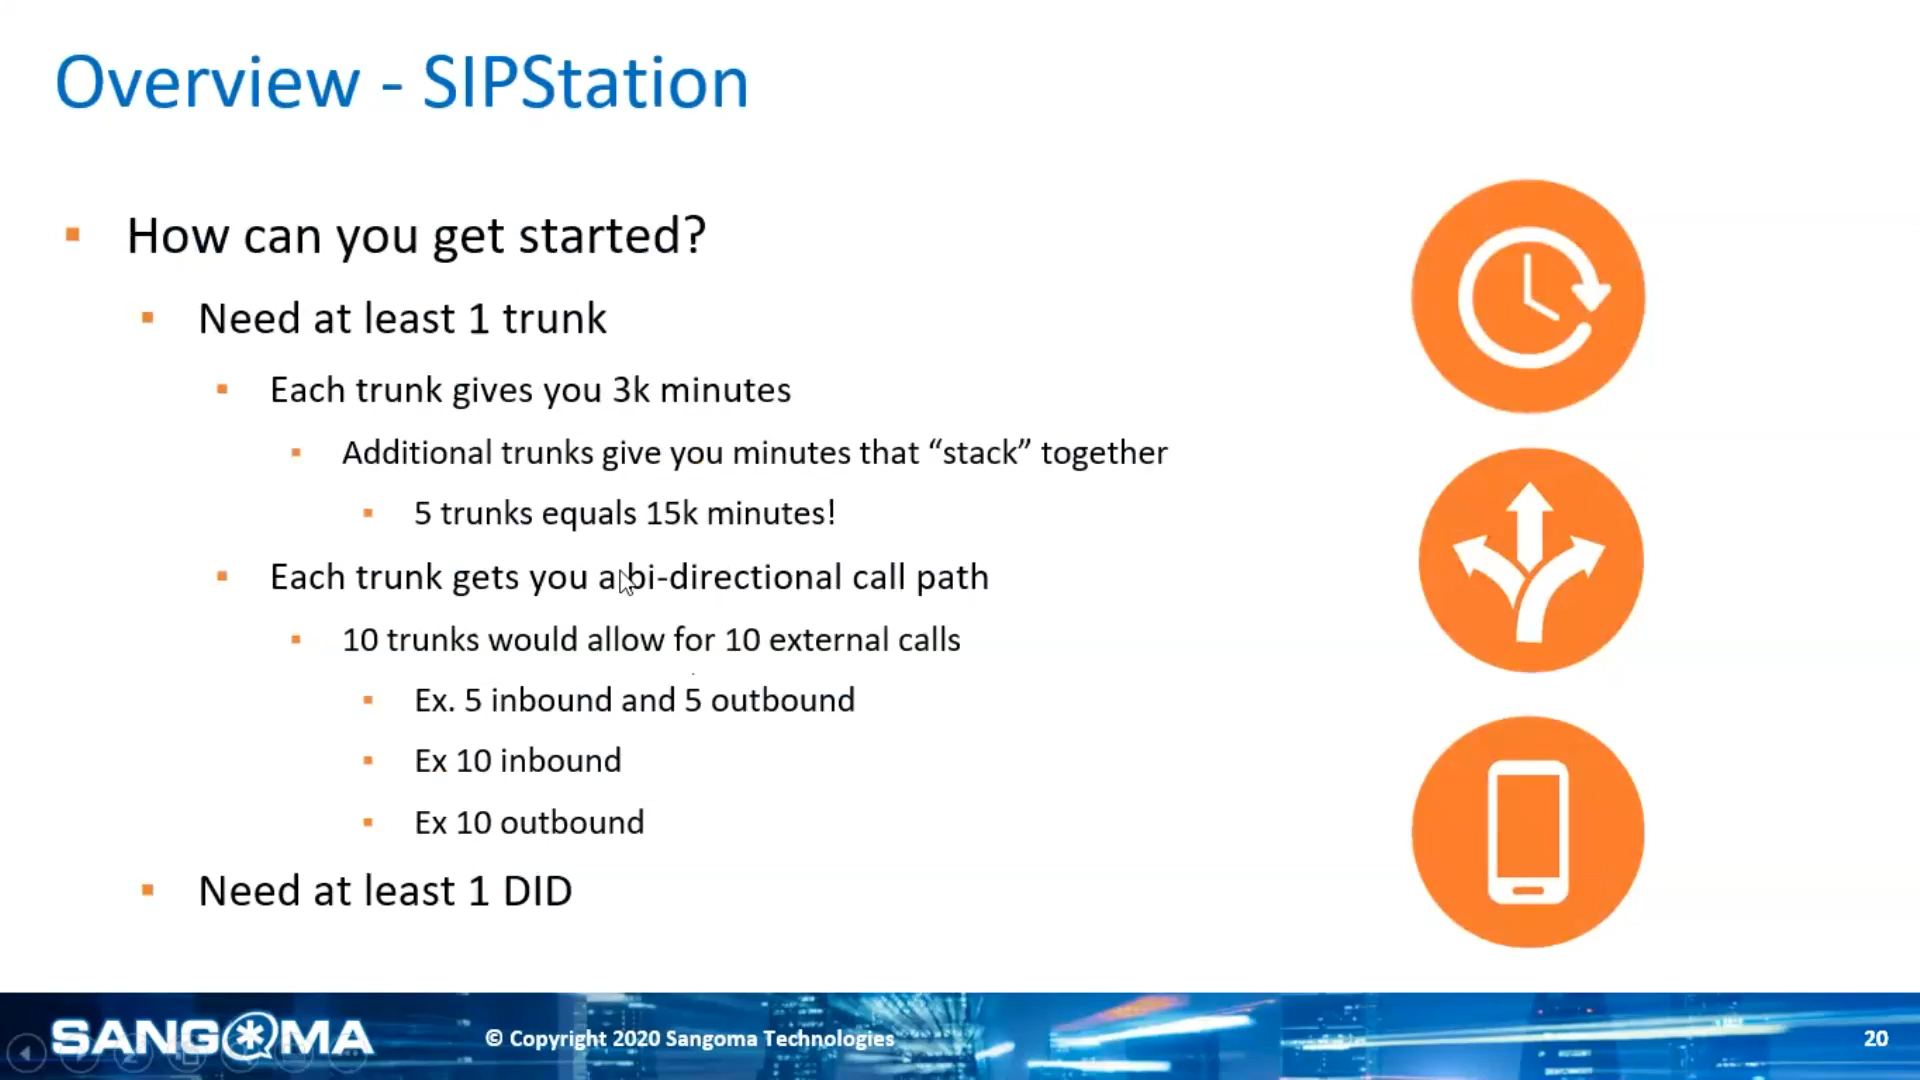 Overview - SIPStation
How can you get started?
Need at least 1 trunk
Each trunk gives you 3k minutes
Additional trunks give you minutes that “stack” together
5 trunks equals 15k minutes!
Each trunk gets you a bi-directional call path
10 trunks would allow for 10 external calls
Ex. 5 inbound and 5 outbound
Ex 10 inbound
Ex 10 outbound
Need at least 1 DID
SANGOMA
© Copyright 2020 Sangoma Technologies
20